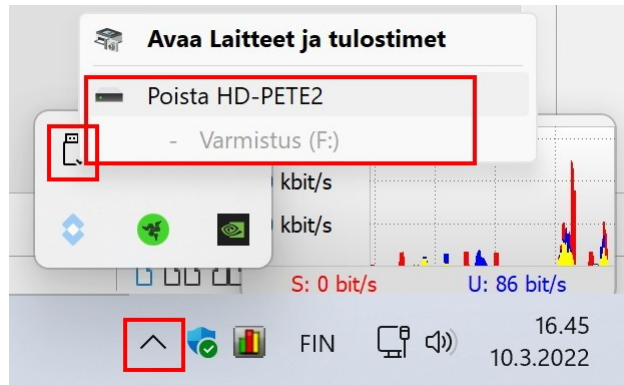 Avaa Laitteet ja tulostimet
Poista HD-PETE2
- Varmistus (F:)
kbit/s
kbit/s
S: 0 bit/s U: 86 bit/s
FIN
16.45
10.3.2022